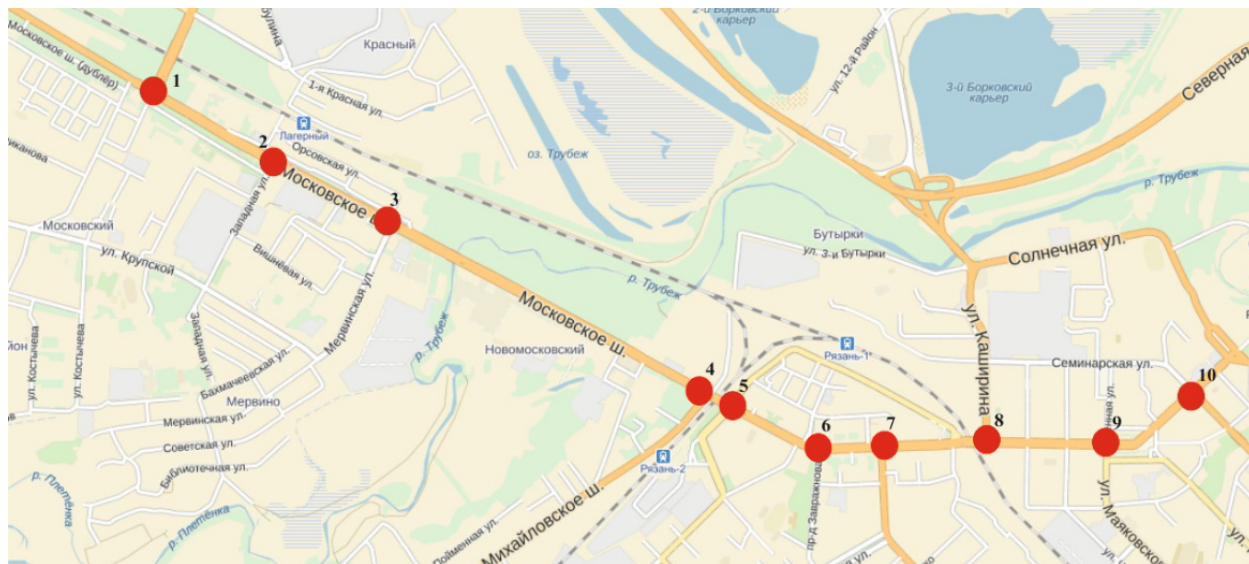 Московское ш.
Московское ш. (дублёр)
1
Красный
1-я Красная ул.
2-й Борковский
карьер
ул. 12-й Район
3-й Борковский
карьер
Северная
2
Лагерный
Орсовская ул.
3
оз. Трубеж
р. Трубеж
Московское
Западная ул.
Московский
ул. Крупской
Вишнёвая ул.
Бутырки
ул. 3-и Бутырки
Солнечная ул.
р. Трубеж
Мервинская ул.
р. Трубеж
Московское ш.
ул. Каширина
Новомосковский
Рязань-1
Семинарская ул.
ул. Костычева
ул. Костычева
Западная ул.
Бахмачеевская ул.
Мервино
4
5
10
Мервинская ул.
Советская ул.
Библиотечная ул.
6
7
8
9
Рязань-2
р. Плетёнка
р. Плетёнка
Михайловское ш.
пр-д Завражнова
ул. Маяковского